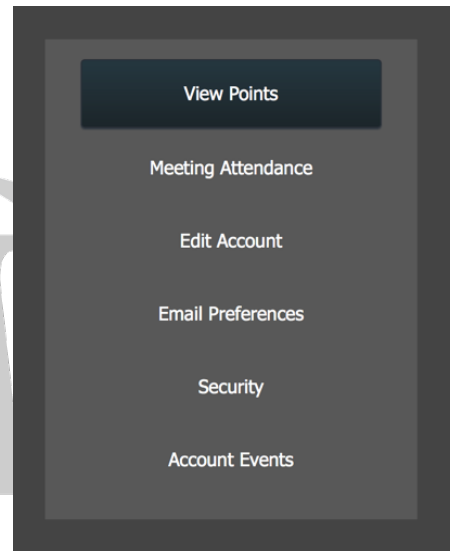 View Points
Meeting Attendance
Edit Account
Email Preferences
Security
Account Events